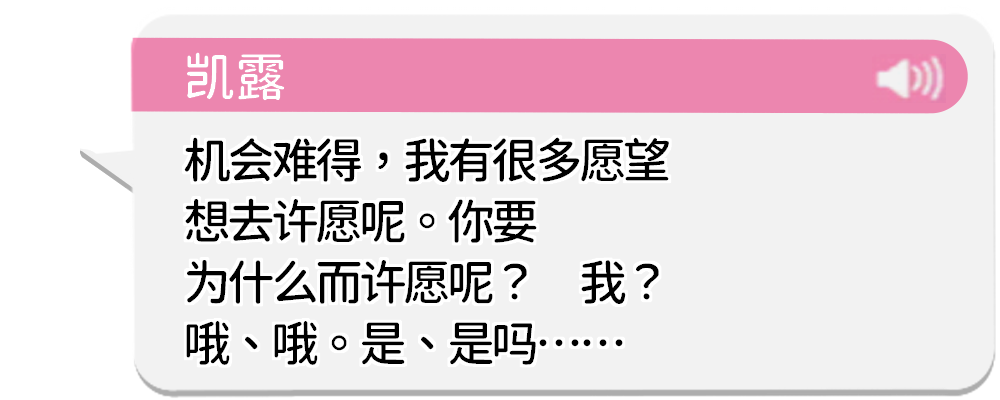 凯露
机会难得，我有很多愿望
想去许愿呢。你要
为什么而许愿呢？　我？
哦、哦。是、是吗……